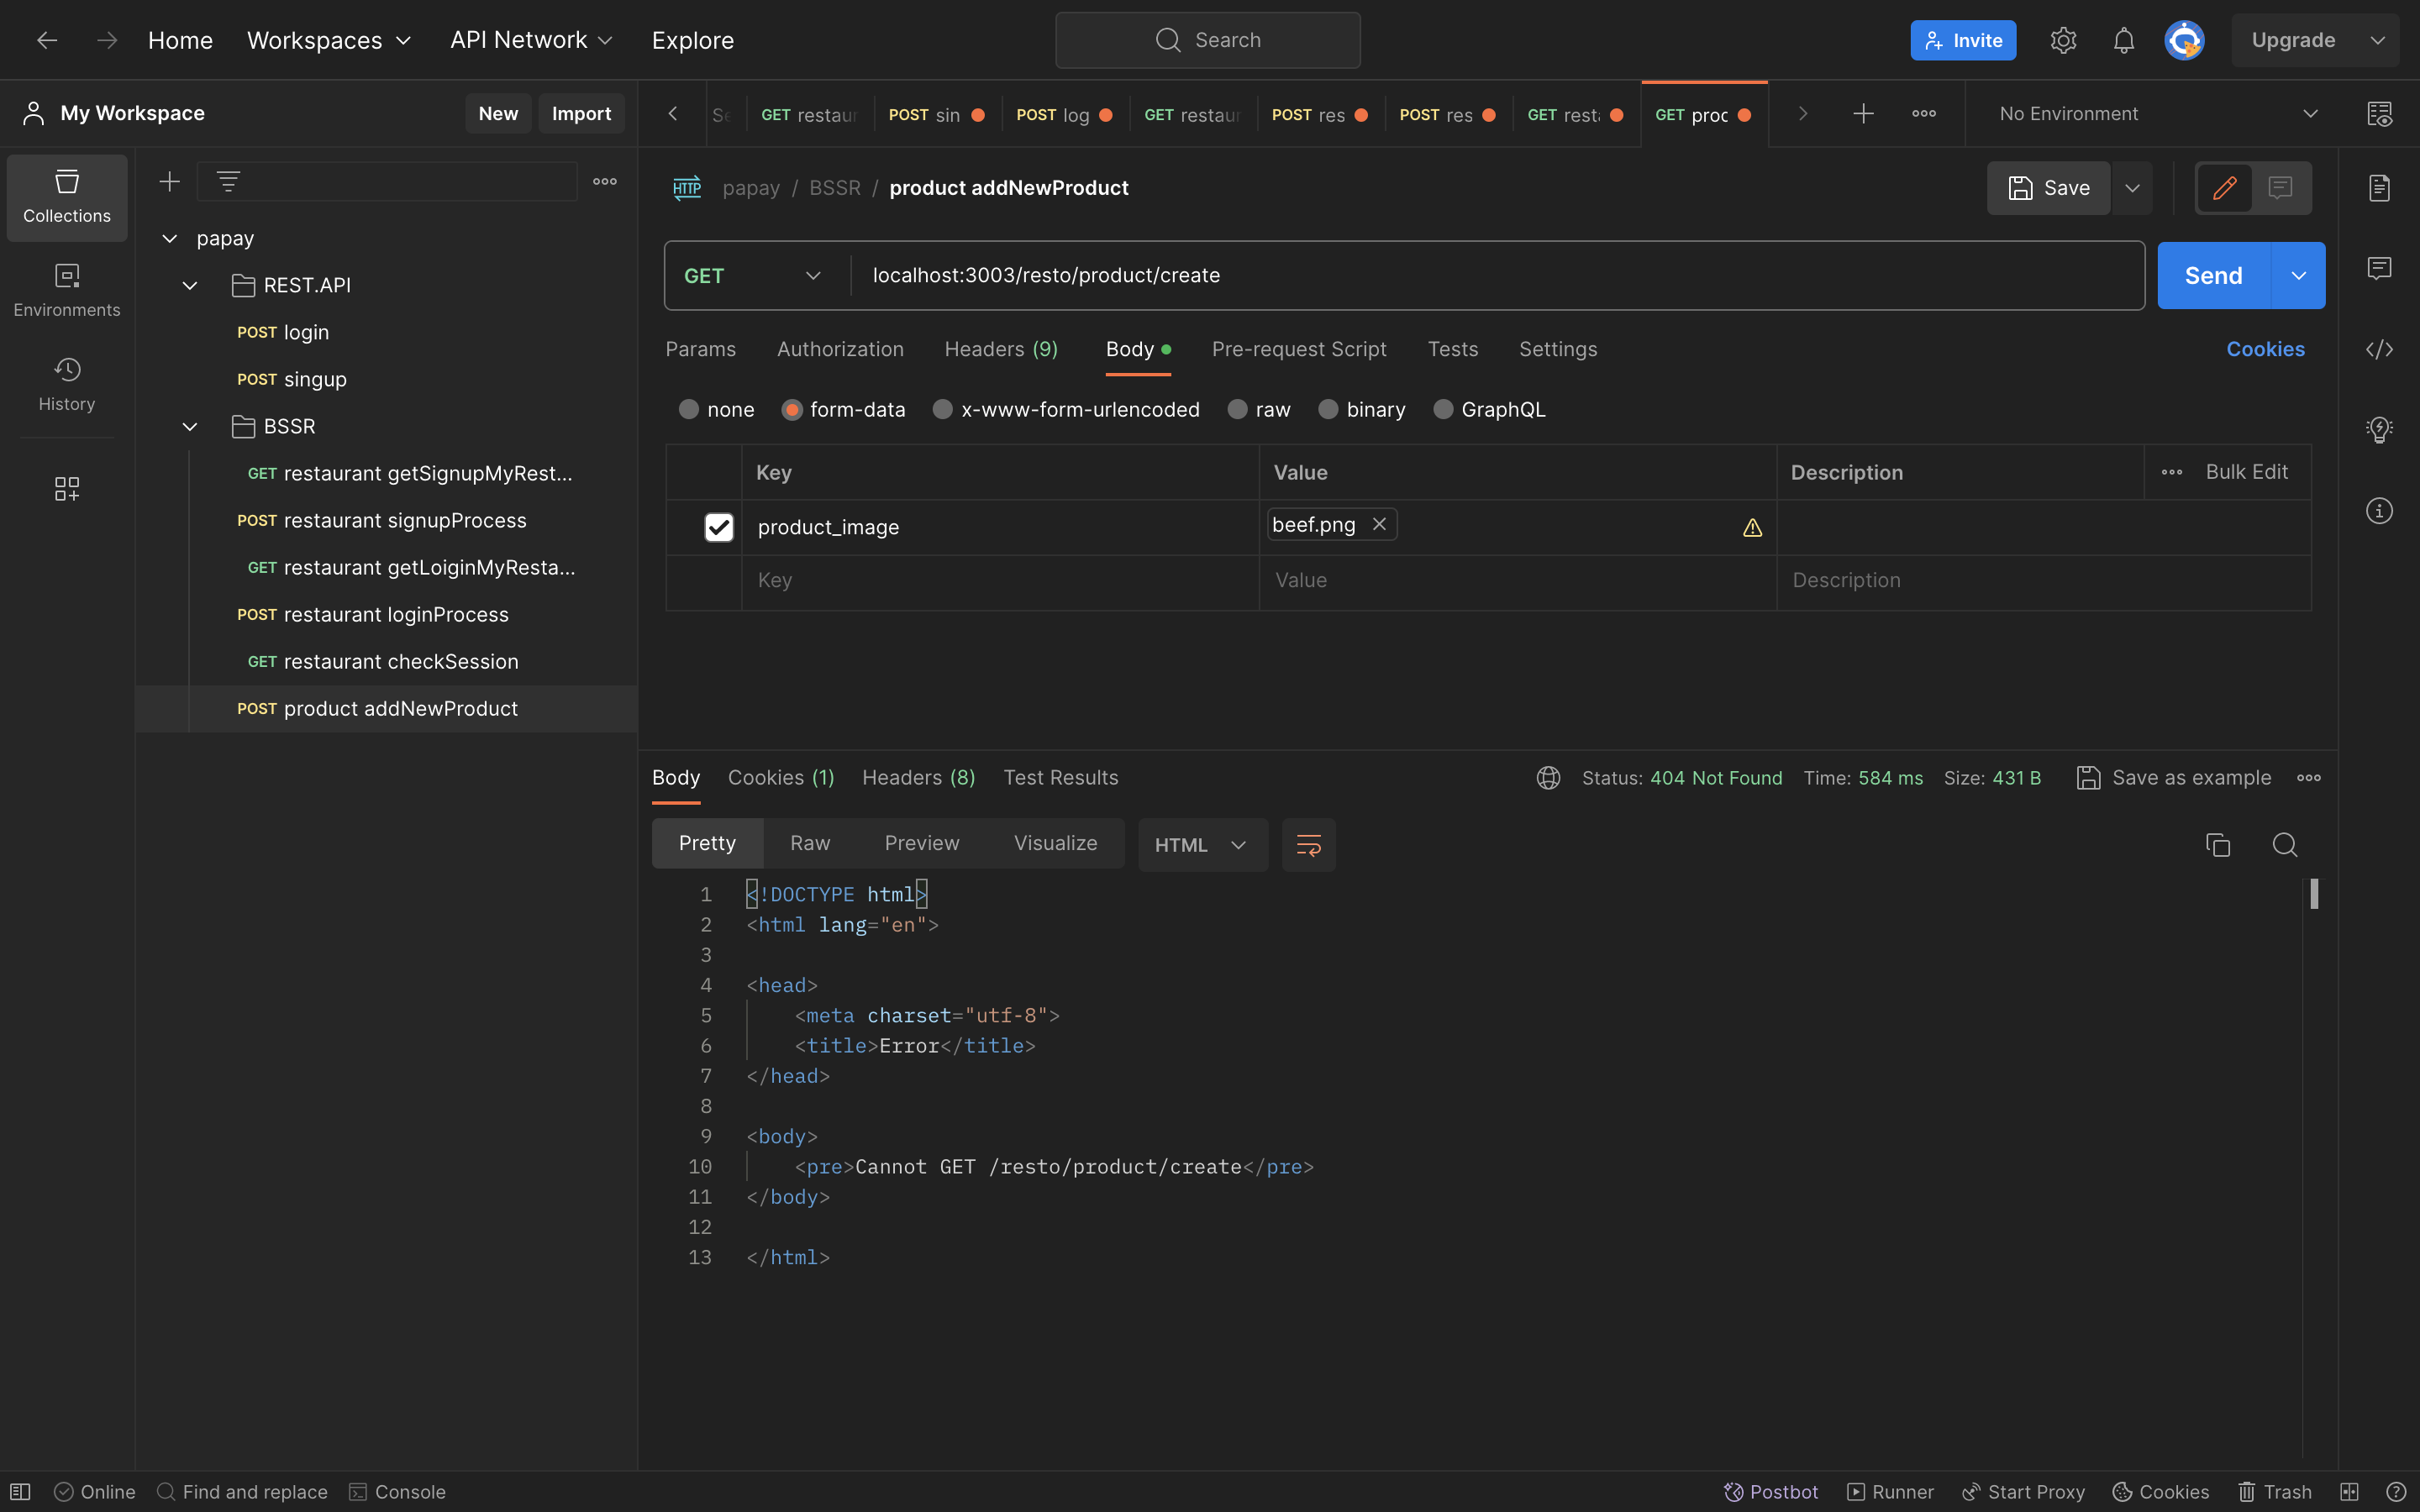 Home Workspaces API Network Explore Search Invite Upgrade
My Workspace New Import
GET restaur POST sin POST log GET restaur POST res POST res GET rest GET proc No Environment
Collections
Environments
History
papay
REST.API
POST login
POST singup
BSSR
GET restaurant getSignupMyRest...
POST restaurant signupProcess
GET restaurant getLoiginMyResta...
POST restaurant loginProcess
GET restaurant checkSession
POST product addNewProduct
HTTP papay / BSSR / product addNewProduct Save
GET localhost:3003/resto/product/create Send
Params Authorization Headers (9) Body Pre-request Script Tests Settings Cookies
none form-data x-www-form-urlencoded raw binary GraphQL
Key Value Description Bulk Edit
product_image beef.png
Key Value Description
Body Cookies (1) Headers (8) Test Results Status: 404 Not Found Time: 584 ms Size: 431 B Save as example
Pretty Raw Preview Visualize HTML
1 <!DOCTYPE html>
2 <html lang="en">
3
4 <head>
5 <meta charset="utf-8">
6 <title>Error</title>
7 </head>
8
9 <body>
10 <pre>Cannot GET /resto/product/create</pre>
11 </body>
12
13 </html>
Online Find and replace Console Postbot Runner Start Proxy Cookies Trash